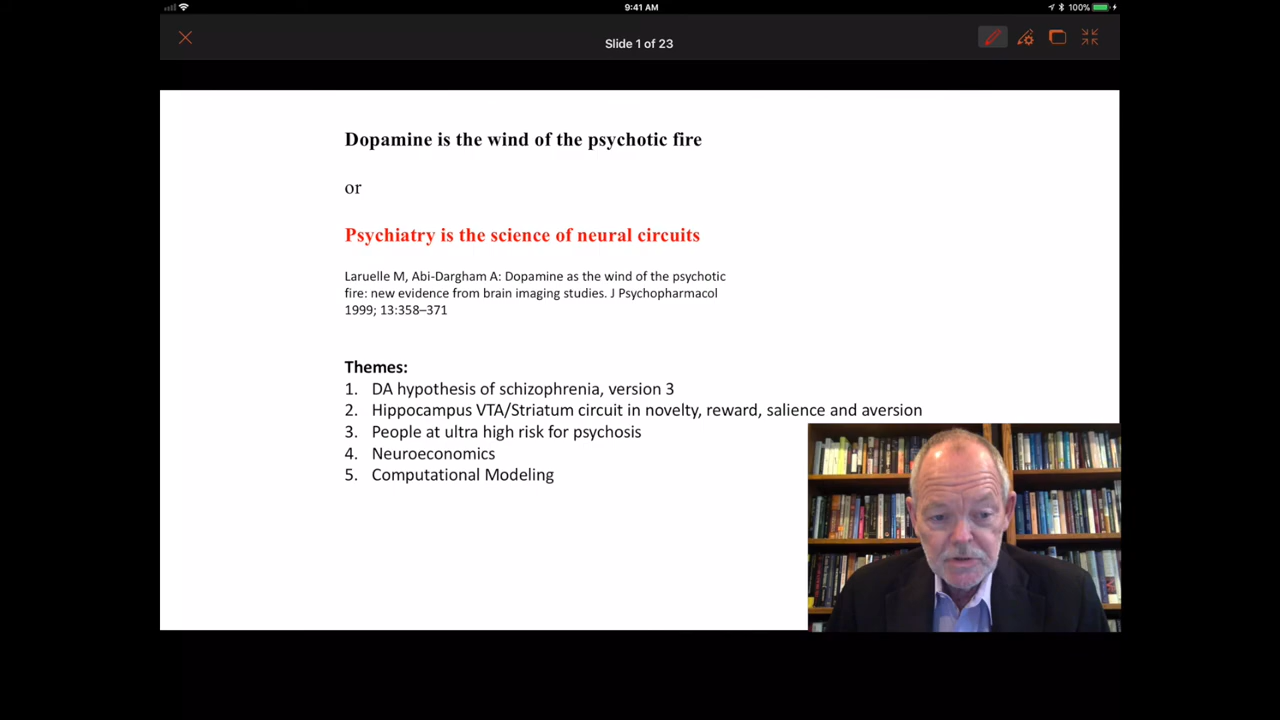 9:41 AM
100%
Slide 1 of 23
Dopamine is the wind of the psychotic fire
or
Psychiatry is the science of neural circuits
Laruelle M, Abi-Dargham A: Dopamine as the wind of the psychotic
fire: new evidence from brain imaging studies. J Psychopharmacol
1999; 13:358–371
Themes:
1. DA hypothesis of schizophrenia, version 3
2. Hippocampus VTA/Striatum circuit in novelty, reward, salience and aversion
3. People at ultra high risk for psychosis
4. Neuroeconomics
5. Computational Modeling